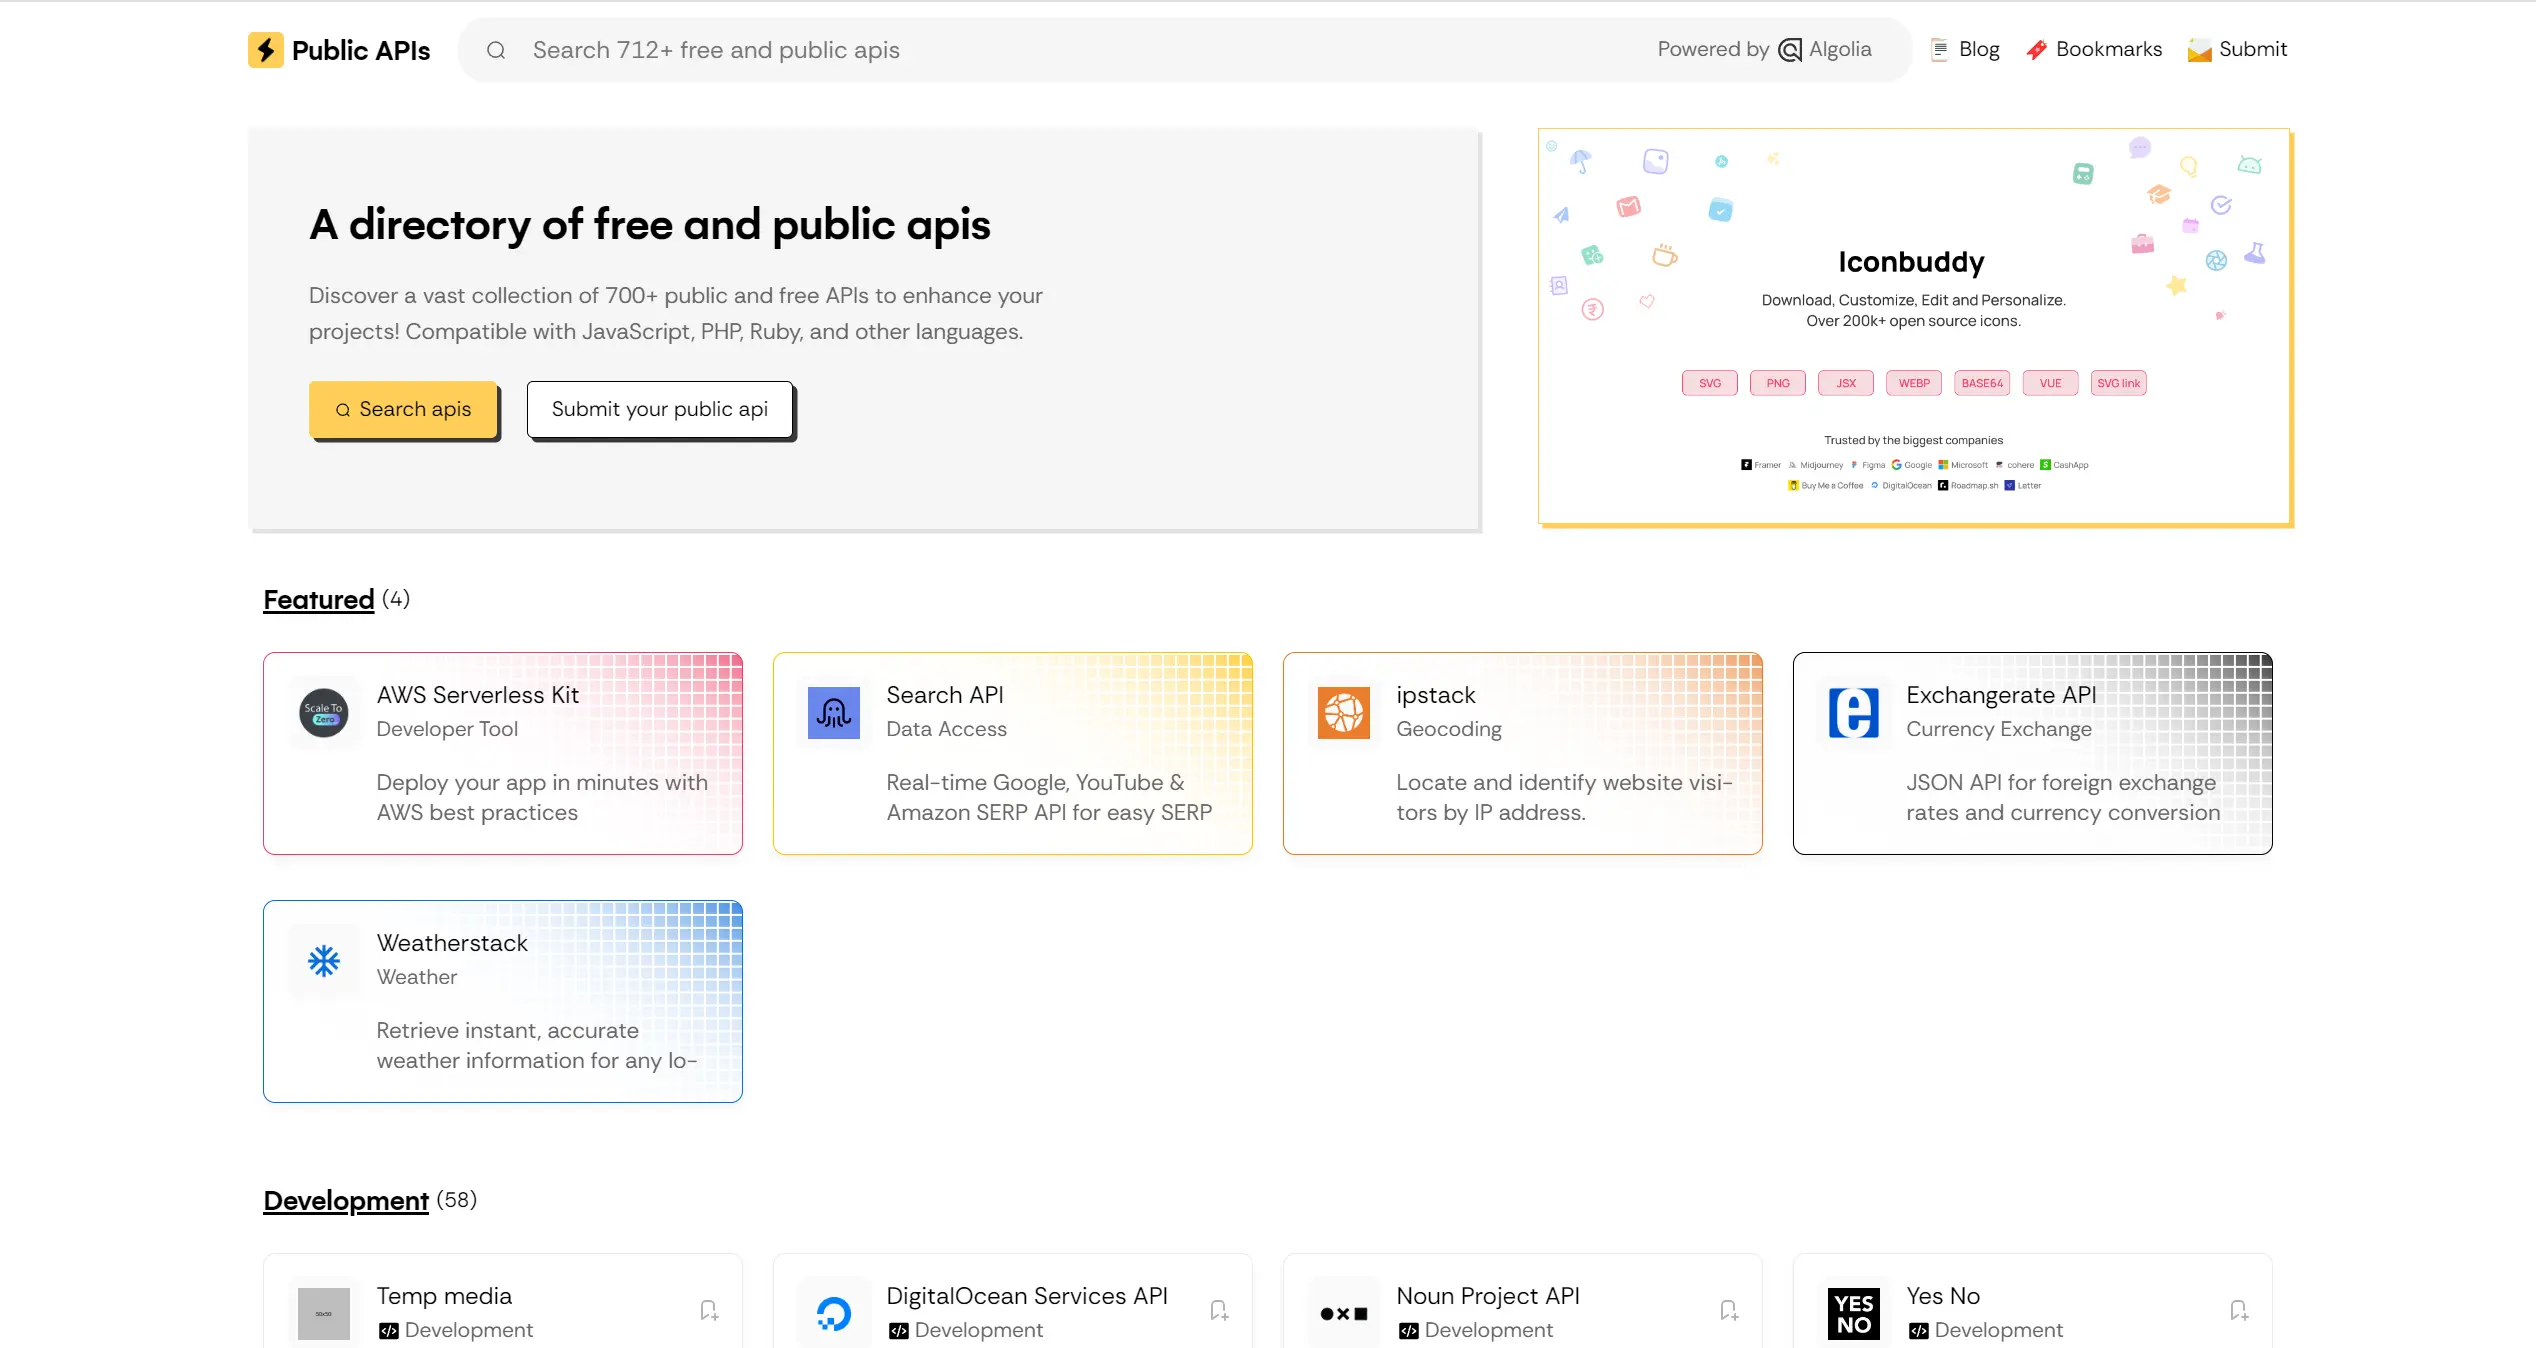 Public APIs
Search 712+ free and public apis
Powered by Algolia
Blog
Bookmarks
Submit
A directory of free and public apis
Discover a vast collection of 700+ public and free APIs to enhance your
projects! Compatible with JavaScript, PHP, Ruby, and other languages.
Search apis
Submit your public api
Iconbuddy
Download, Customize, Edit and Personalize.
Over 200k+ open source icons.
SVG
PNG
JSX
WEBP
BASE64
VUE
SVG link
Trusted by the biggest companies
Framer Midjourney Figma Google Microsoft cohere CashApp
Buy Me a Coffee DigitalOcean Roadmap.sh Letter
Featured (4)
Scale To
Zero
AWS Serverless Kit
Developer Tool
Deploy your app in minutes with
AWS best practices
Search API
Data Access
Real-time Google, YouTube &
Amazon SERP API for easy SERP
ipstack
Geocoding
Locate and identify website visi-
tors by IP address.
Exchangerate API
Currency Exchange
JSON API for foreign exchange
rates and currency conversion
Weatherstack
Weather
Retrieve instant, accurate
weather information for any lo-
Development (58)
50x50
Temp media
Development
DigitalOcean Services API
Development
Noun Project API
Development
YES
NO
Yes No
Development